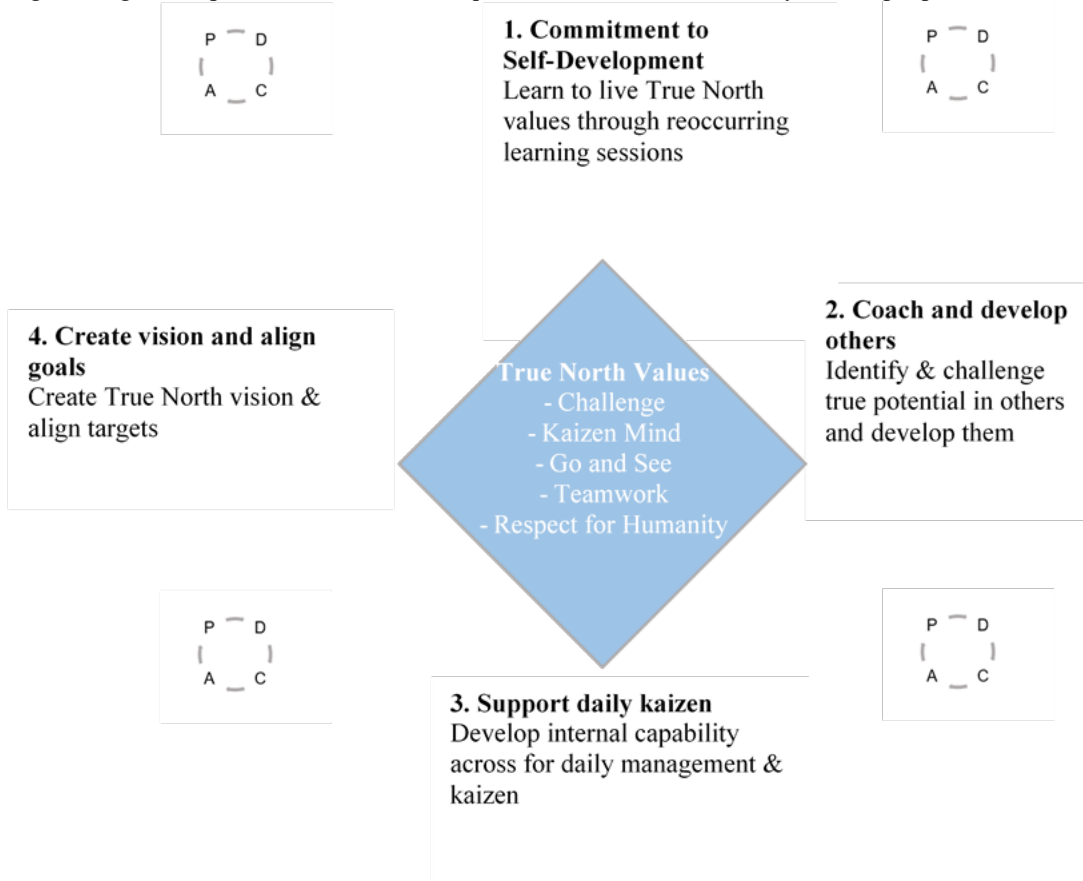 P D
A C
1. Commitment to
Self-Development
Learn to live True North
values through reoccurring
learning sessions
P D
A C
4. Create vision and align
goals
Create True North vision &
align targets
True North Values
- Challenge
- Kaizen Mind
- Go and See
- Teamwork
- Respect for Humanity
2. Coach and develop
others
Identify & challenge
true potential in others
and develop them
P D
A C
3. Support daily kaizen
Develop internal capability
across for daily management &
kaizen
P D
A C